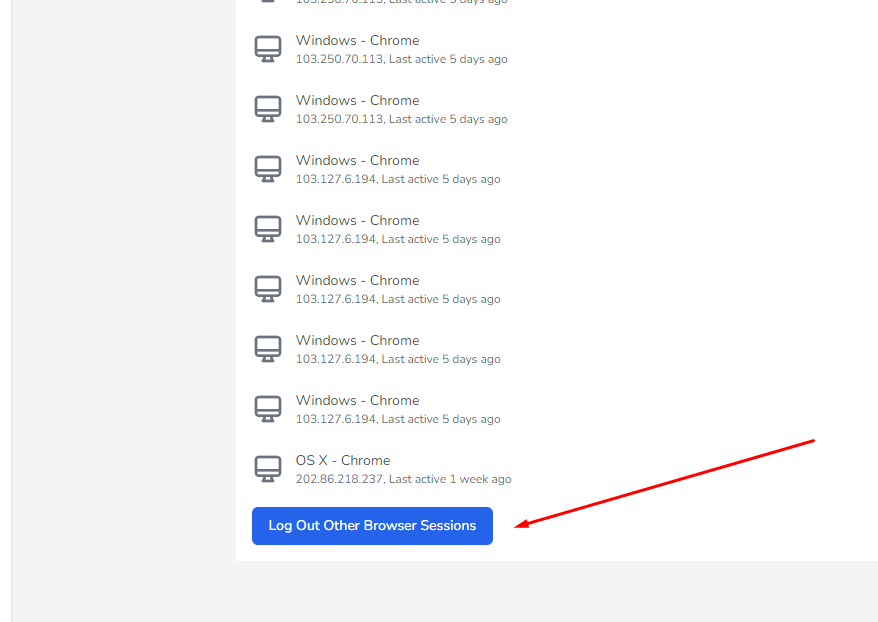 103.250.70.113, Last active 5 days ago
Windows - Chrome
103.250.70.113, Last active 5 days ago
Windows - Chrome
103.250.70.113, Last active 5 days ago
Windows - Chrome
103.127.6.194, Last active 5 days ago
Windows - Chrome
103.127.6.194, Last active 5 days ago
Windows - Chrome
103.127.6.194, Last active 5 days ago
Windows - Chrome
103.127.6.194, Last active 5 days ago
Windows - Chrome
103.127.6.194, Last active 5 days ago
OS X - Chrome
202.86.218.237, Last active 1 week ago
Log Out Other Browser Sessions